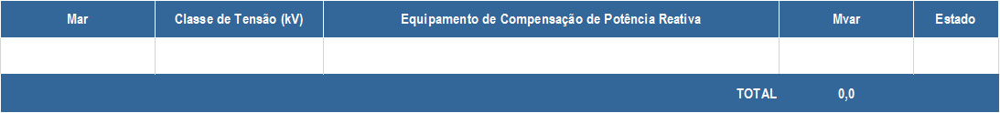 Mar Classe de Tensão (kV) Equipamento de Compensação de Potência Reativa Mvar Estado
TOTAL 0,0